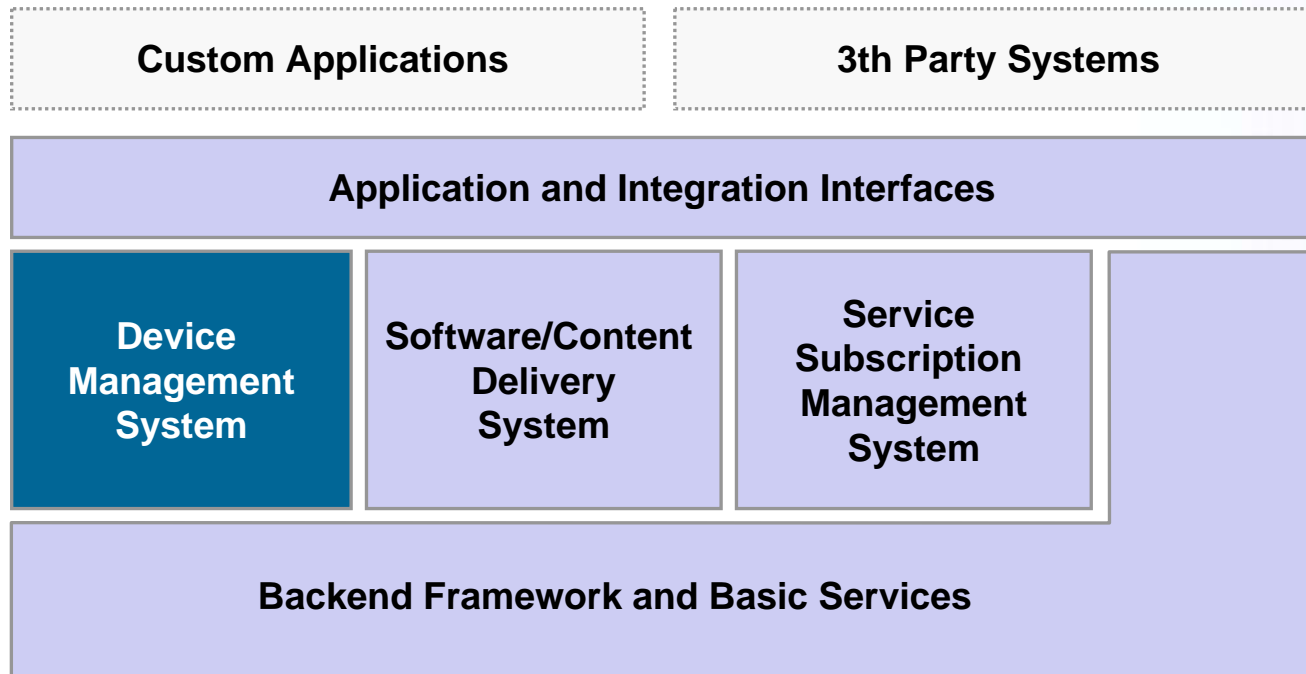 Custom Applications
3th Party Systems
Application and Integration Interfaces
Device
Management
System
Software/Content
Delivery
System
Service
Subscription
Management
System
Backend Framework and Basic Services